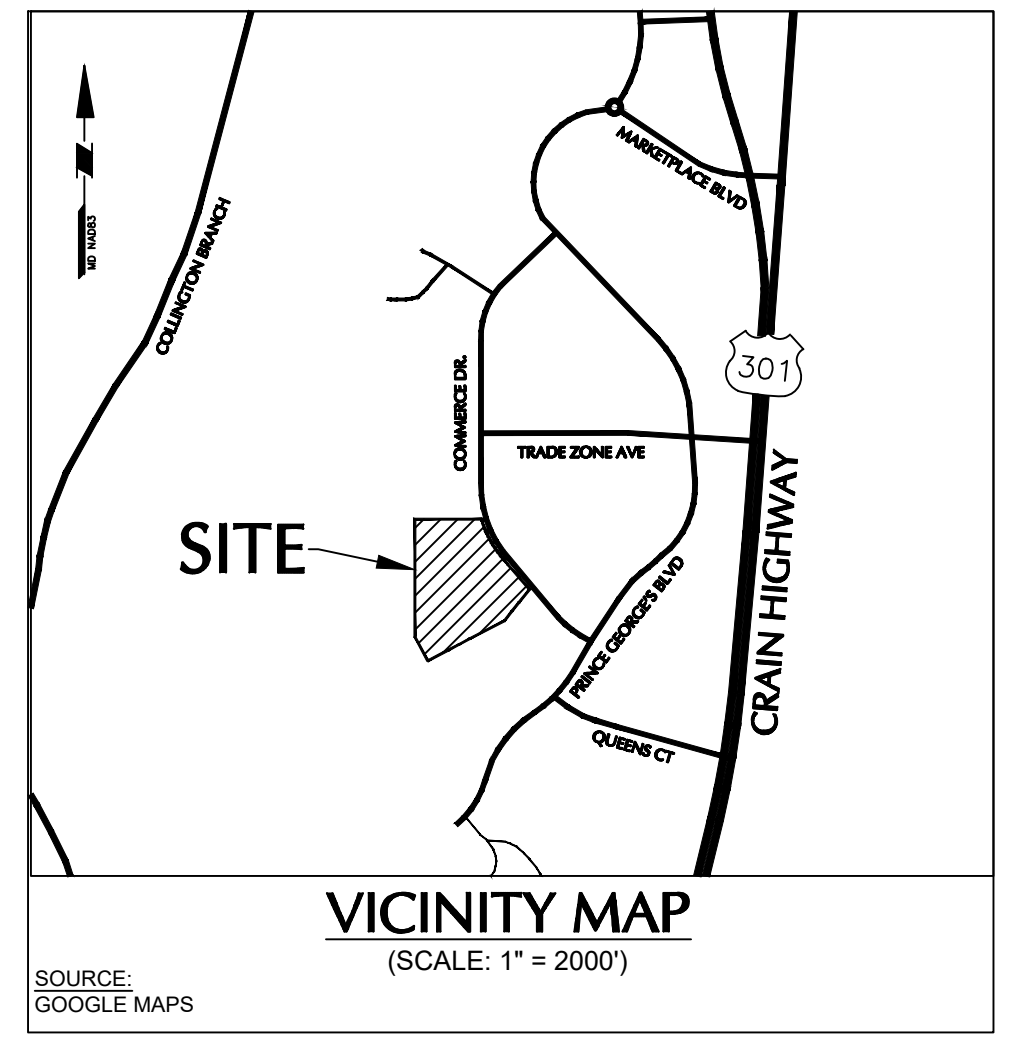 MARKETPLACE BLVD
MD NAD83
COLLINGTON BRANCH
301
COMMERCE DR.
TRADE ZONE AVE
CRAIN HIGHWAY
SITE
PRINCE GEORGE'S BLVD
QUEENS CT
VICINITY MAP
(SCALE: 1" = 2000')
SOURCE:
GOOGLE MAPS